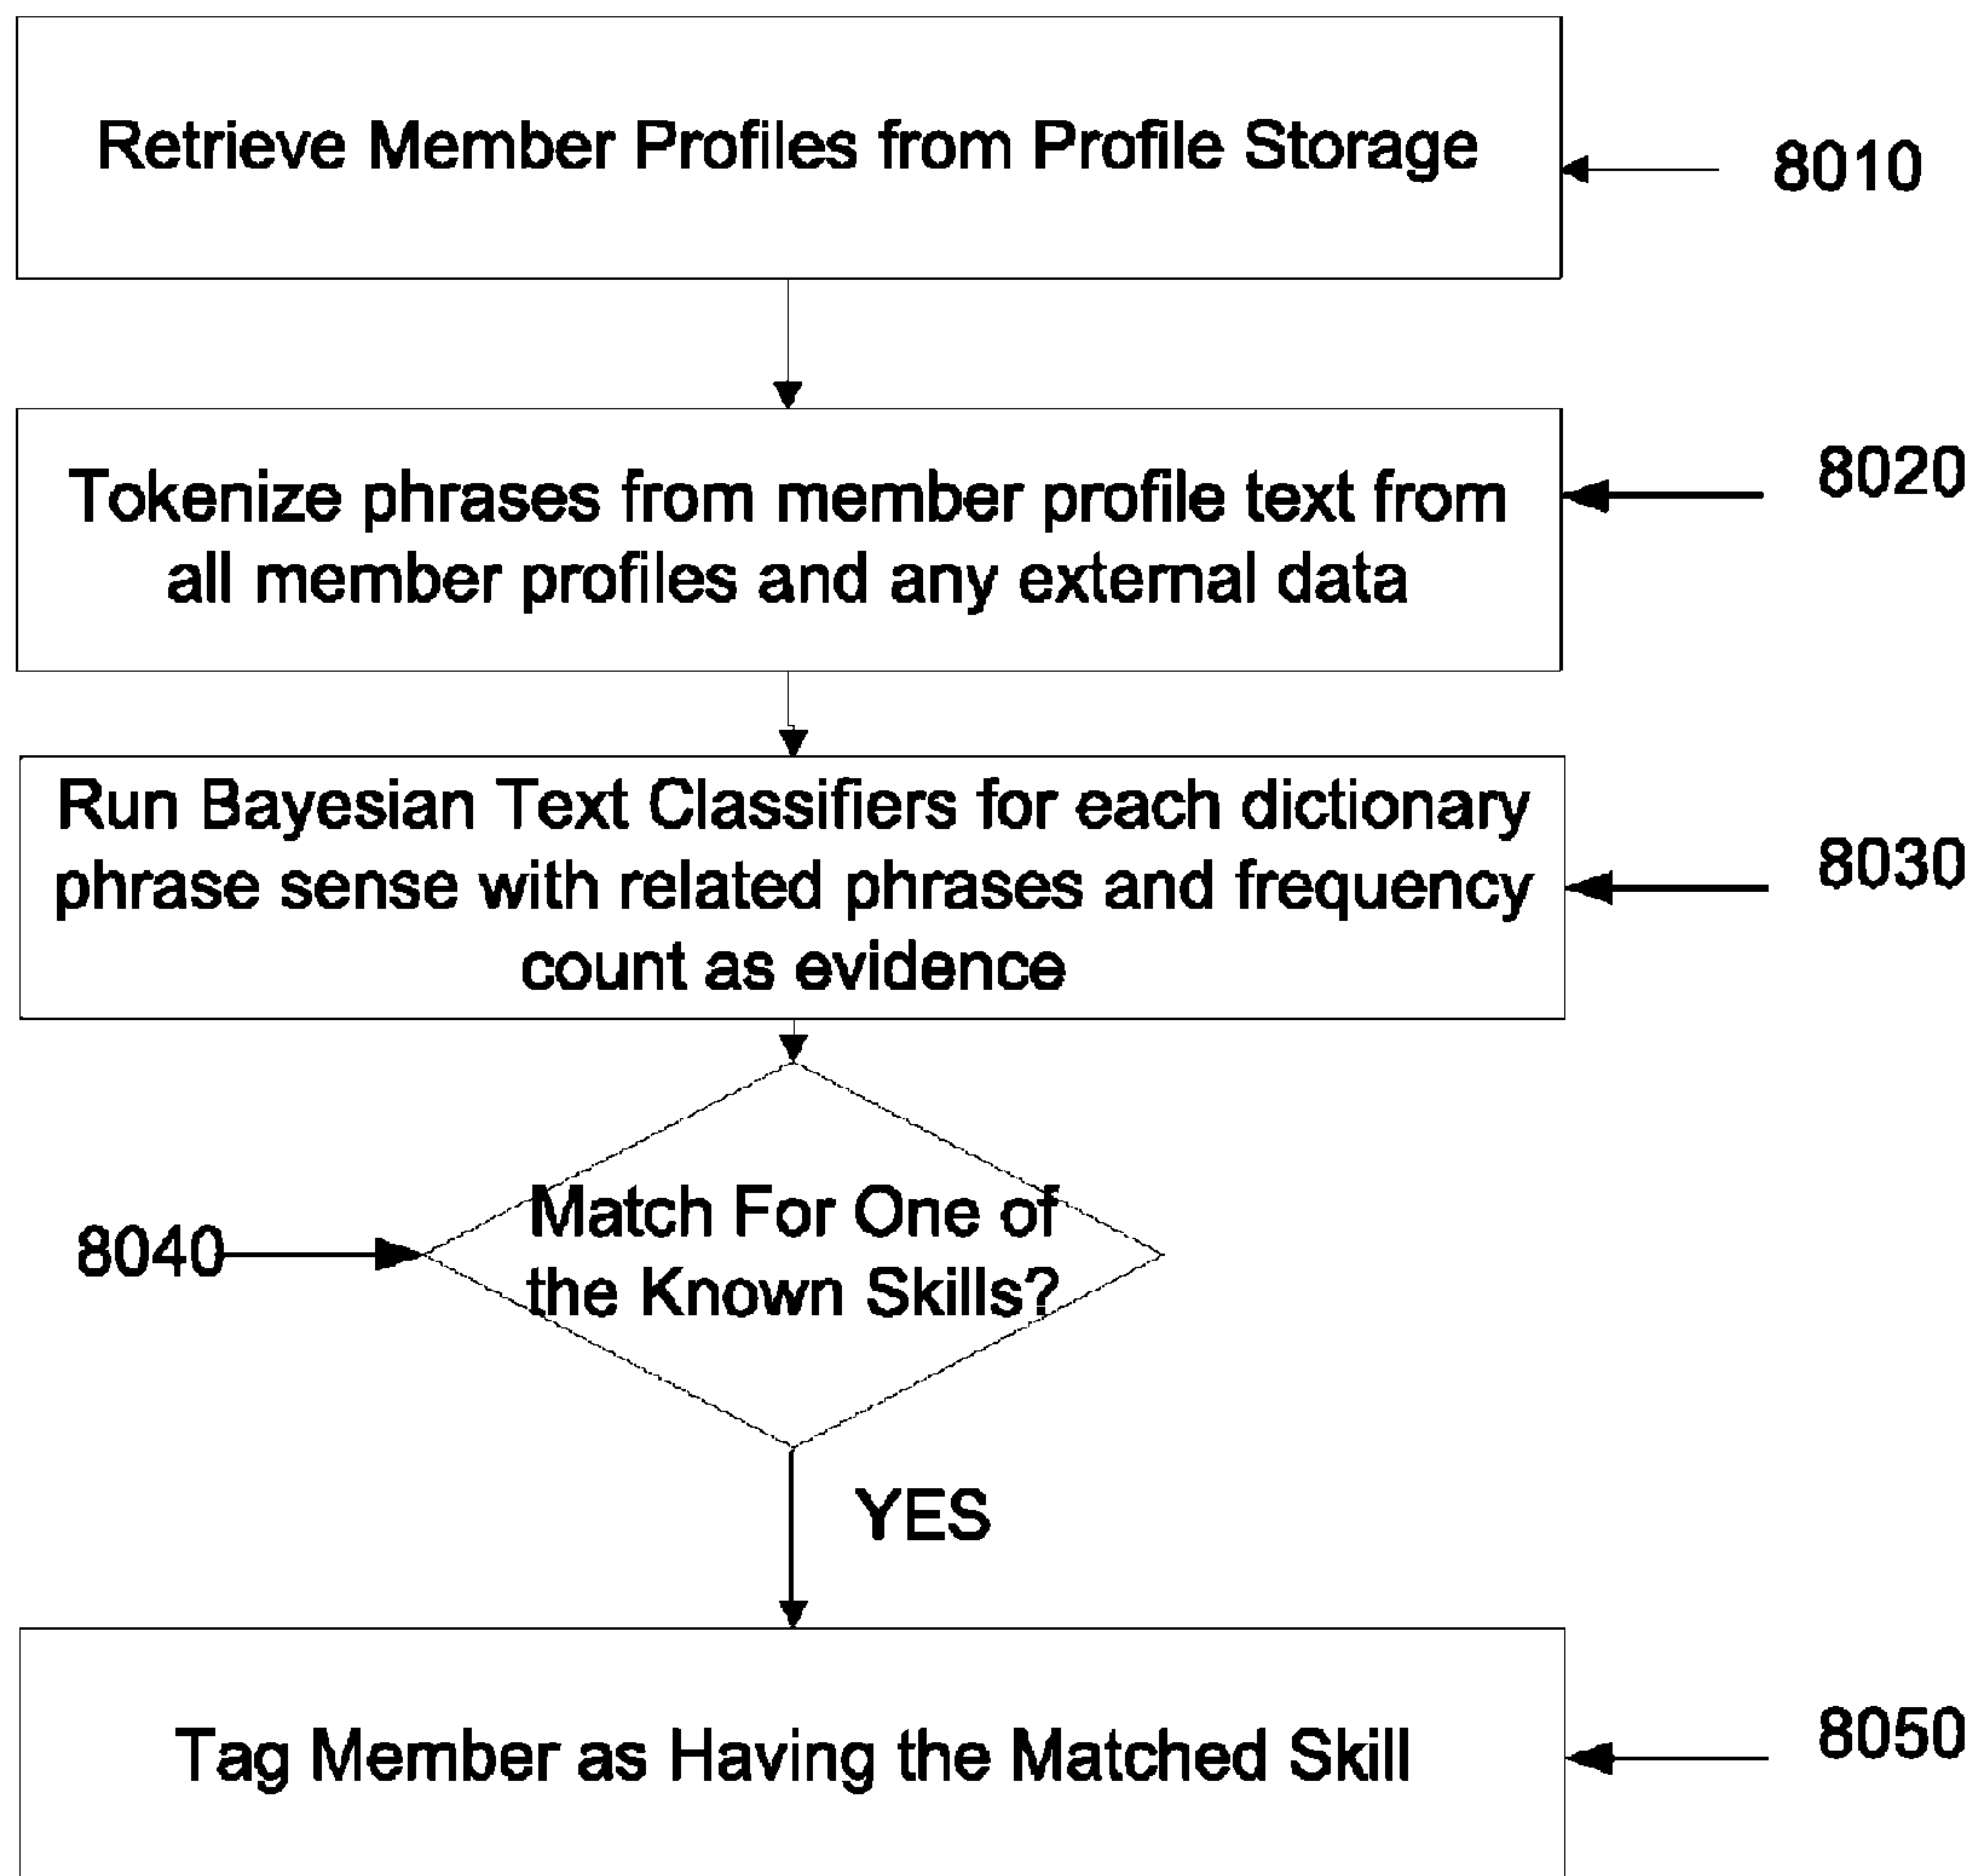 Retrieve Member Profiles from Profile Storage
8010
Tokenize phrases from member profile text from
all member profiles and any external data
8020
Run Bayesian Text Classifiers for each dictionary
phrase sense with related phrases and frequency
count as evidence
8030
Match For One of
the Known Skills?
8040
YES
Tag Member as Having the Matched Skill
8050